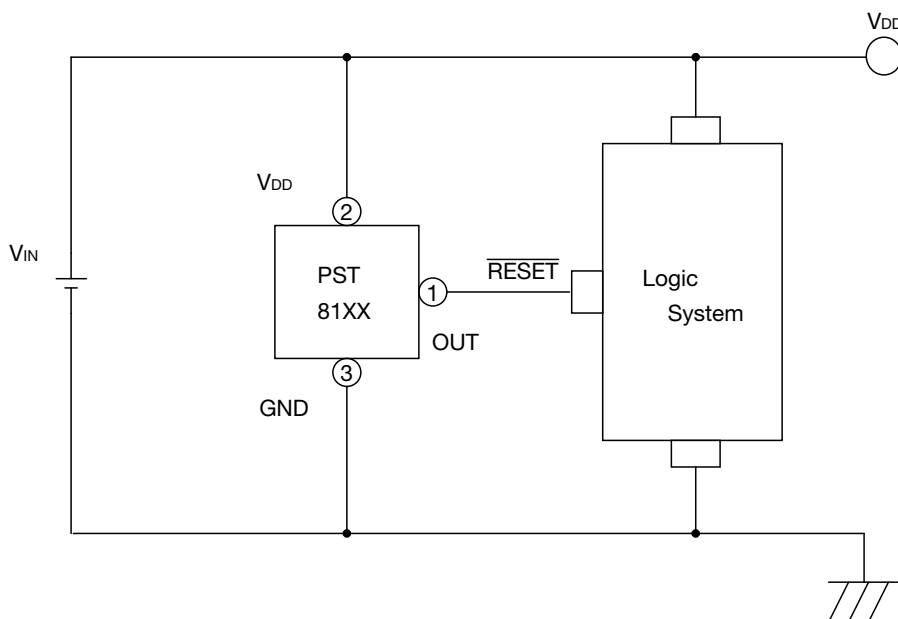 VDD
VDD
2
VIN
PST
81XX
1
RESET
Logic
System
OUT
3
GND